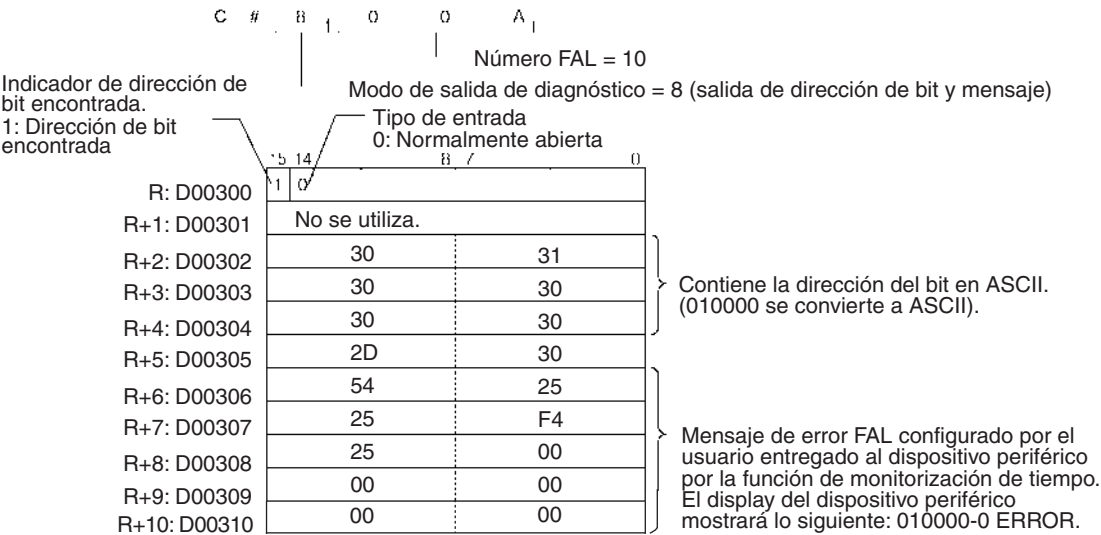 C # 8 0 0 A
Número FAL = 10
Modo de salida de diagnóstico = 8 (salida de dirección de bit y mensaje)
Indicador de dirección de
bit encontrada.
1: Dirección de bit
encontrada
Tipo de entrada
0: Normalmente abierta
15 14 8 7 0
R: D00300 1 0
R+1: D00301 No se utiliza.
R+2: D00302 30 31
R+3: D00303 30 30
R+4: D00304 30 30
R+5: D00305 2D 30
R+6: D00306 54 25
R+7: D00307 25 F4
R+8: D00308 25 00
R+9: D00309 00 00
R+10: D00310 00 00
Contiene la dirección del bit en ASCII.
(010000 se convierte a ASCII).
Mensaje de error FAL configurado por el
usuario entregado al dispositivo periférico
por la función de monitorización de tiempo.
El display del dispositivo periférico
mostrará lo siguiente: 010000-0 ERROR.